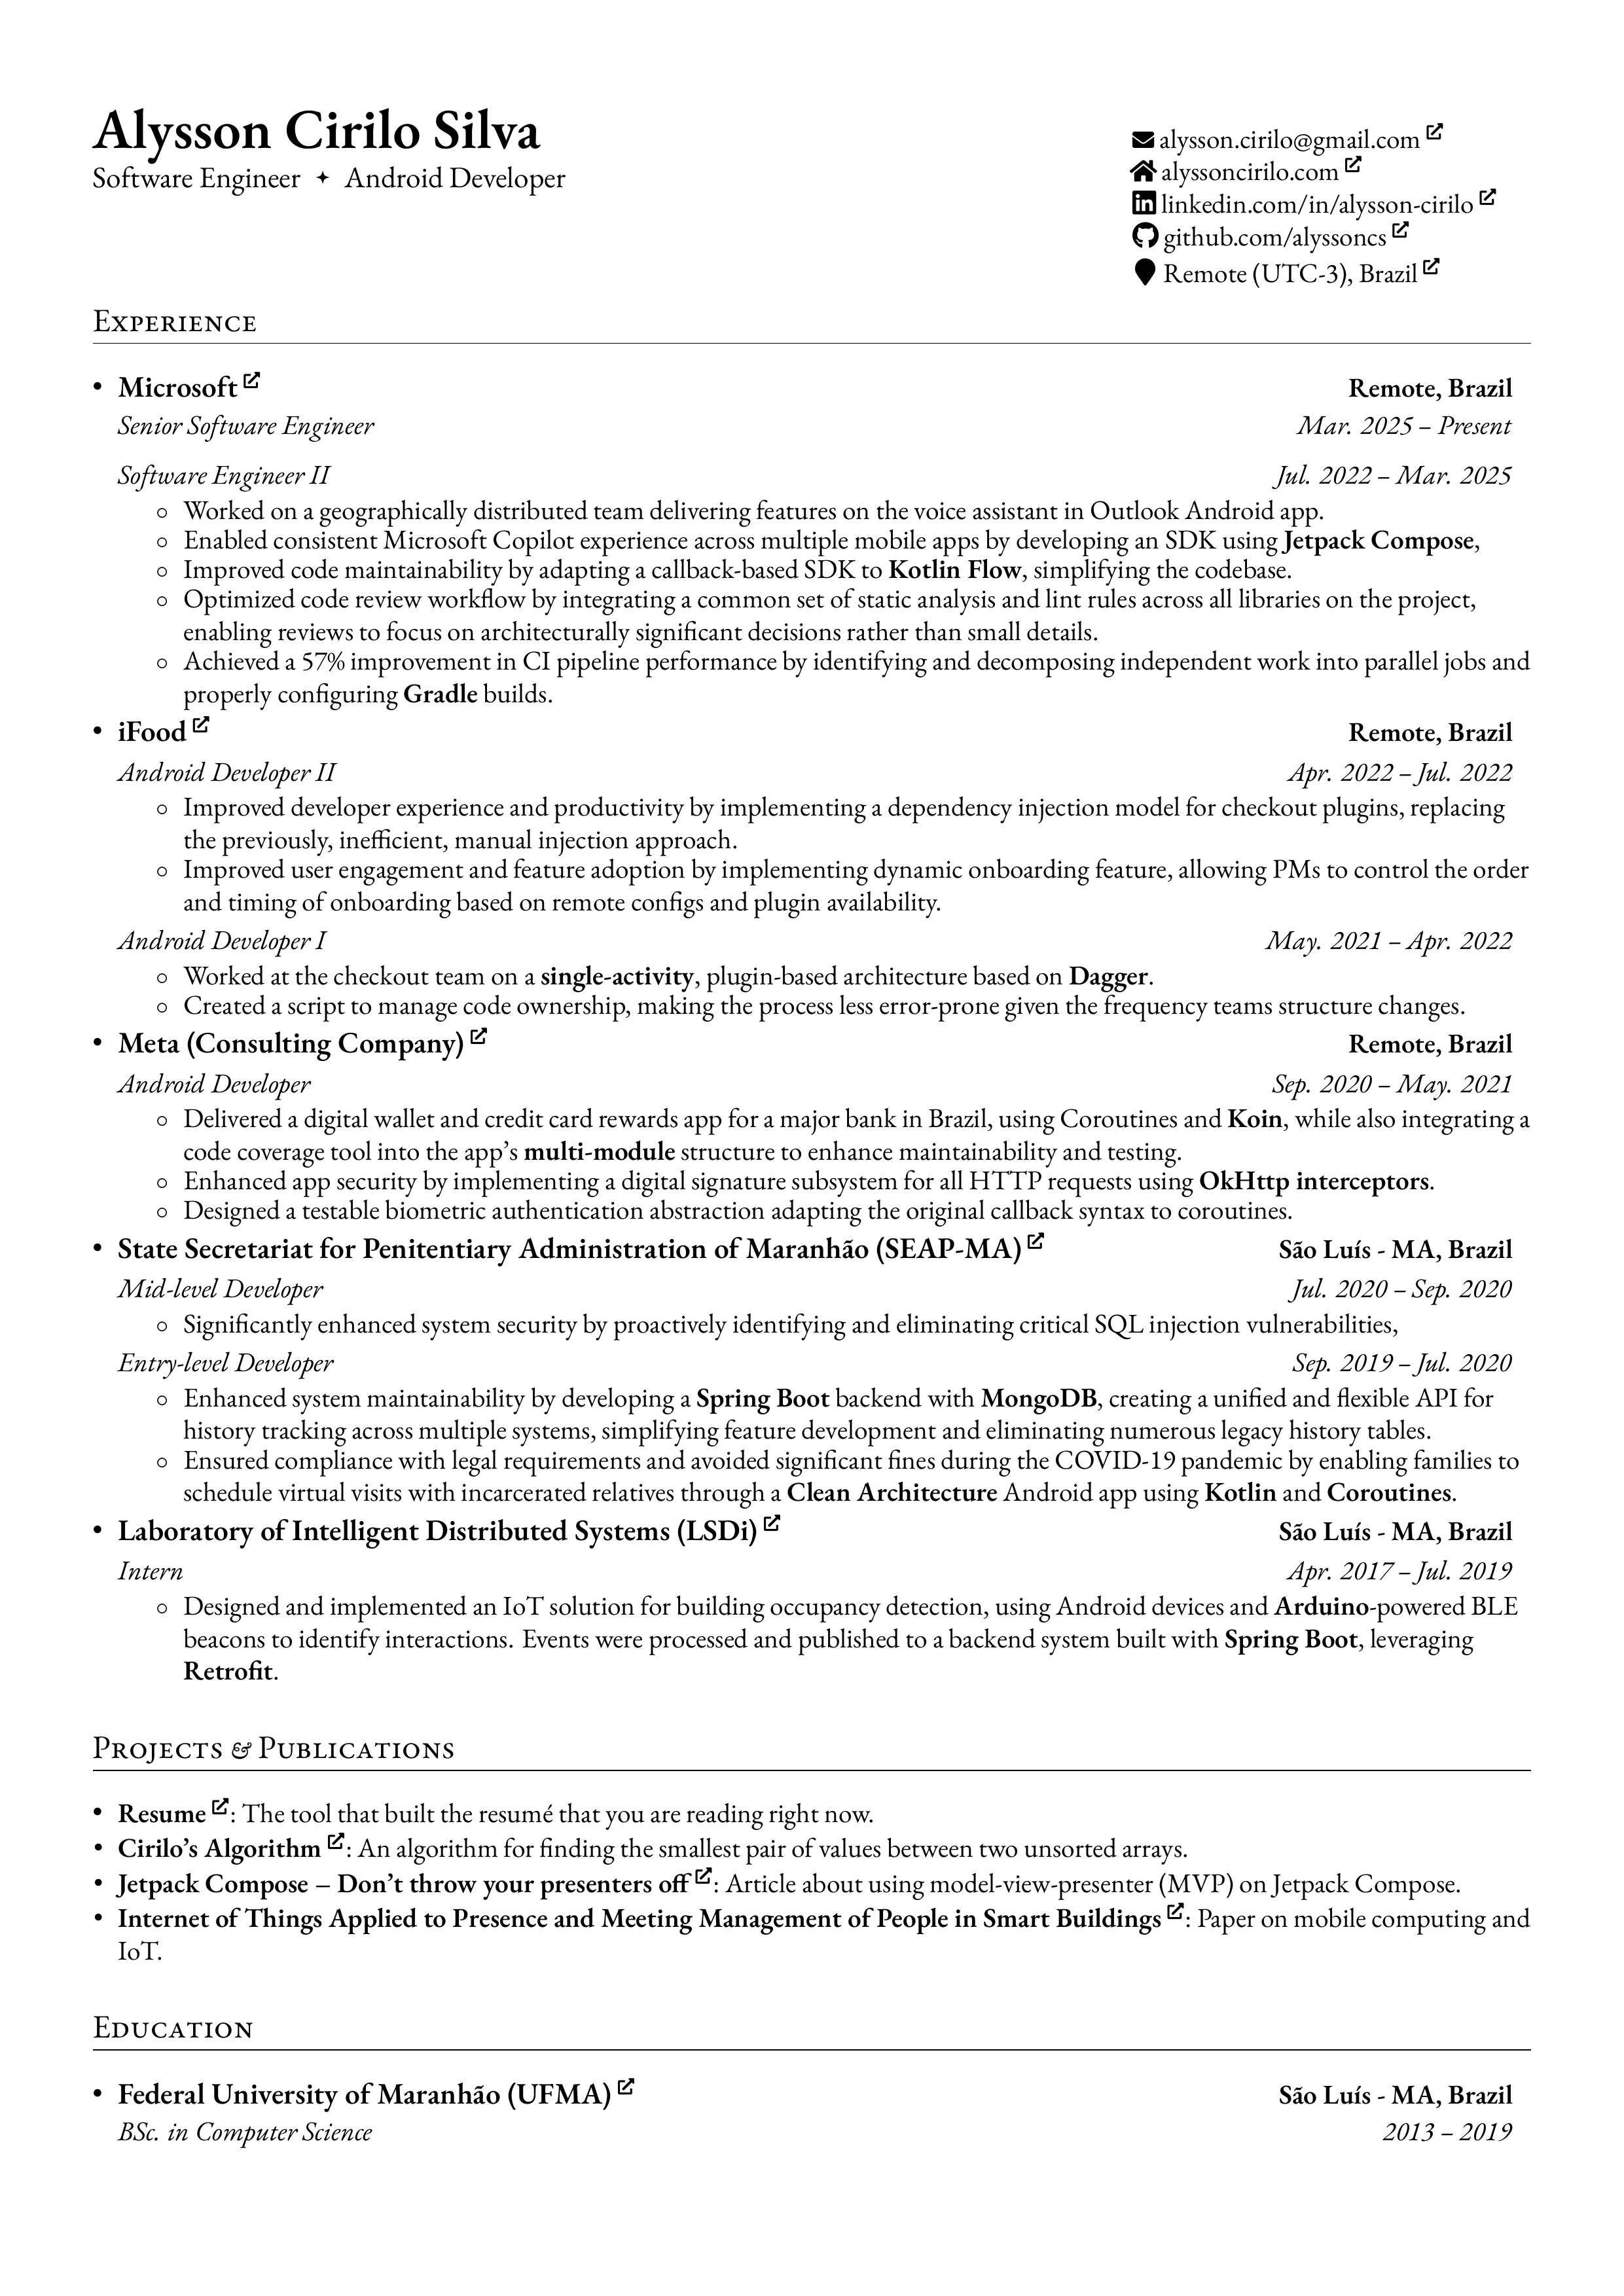 Alysson Cirilo Silva
Software Engineer ✦ Android Developer
alysson.cirilo@gmail.com
alyssoncirilo.com
linkedin.com/in/alysson-cirilo
github.com/alyssoncs
Remote (UTC-3), Brazil
Experience
• Microsoft Remote, Brazil
Senior Software Engineer Mar. 2025 – Present
Software Engineer II Jul. 2022 – Mar. 2025
◦ Worked on a geographically distributed team delivering features on the voice assistant in Outlook Android app.
◦ Enabled consistent Microsoft Copilot experience across multiple mobile apps by developing an SDK using Jetpack Compose,
◦ Improved code maintainability by adapting a callback-based SDK to Kotlin Flow, simplifying the codebase.
◦ Optimized code review workflow by integrating a common set of static analysis and lint rules across all libraries on the project,
enabling reviews to focus on architecturally significant decisions rather than small details.
◦ Achieved a 57% improvement in CI pipeline performance by identifying and decomposing independent work into parallel jobs and
properly configuring Gradle builds.
• iFood Remote, Brazil
Android Developer II Apr. 2022 – Jul. 2022
◦ Improved developer experience and productivity by implementing a dependency injection model for checkout plugins, replacing
the previously, inefficient, manual injection approach.
◦ Improved user engagement and feature adoption by implementing dynamic onboarding feature, allowing PMs to control the order
and timing of onboarding based on remote configs and plugin availability.
Android Developer I May. 2021 – Apr. 2022
◦ Worked at the checkout team on a single-activity, plugin-based architecture based on Dagger.
◦ Created a script to manage code ownership, making the process less error-prone given the frequency teams structure changes.
• Meta (Consulting Company) Remote, Brazil
Android Developer Sep. 2020 – May. 2021
◦ Delivered a digital wallet and credit card rewards app for a major bank in Brazil, using Coroutines and Koin, while also integrating a
code coverage tool into the app’s multi-module structure to enhance maintainability and testing.
◦ Enhanced app security by implementing a digital signature subsystem for all HTTP requests using OkHttp interceptors.
◦ Designed a testable biometric authentication abstraction adapting the original callback syntax to coroutines.
• State Secretariat for Penitentiary Administration of Maranhão (SEAP-MA) São Luís - MA, Brazil
Mid-level Developer Jul. 2020 – Sep. 2020
◦ Significantly enhanced system security by proactively identifying and eliminating critical SQL injection vulnerabilities,
Entry-level Developer Sep. 2019 – Jul. 2020
◦ Enhanced system maintainability by developing a Spring Boot backend with MongoDB, creating a unified and flexible API for
history tracking across multiple systems, simplifying feature development and eliminating numerous legacy history tables.
◦ Ensured compliance with legal requirements and avoided significant fines during the COVID-19 pandemic by enabling families to
schedule virtual visits with incarcerated relatives through a Clean Architecture Android app using Kotlin and Coroutines.
• Laboratory of Intelligent Distributed Systems (LSDi) São Luís - MA, Brazil
Intern Apr. 2017 – Jul. 2019
◦ Designed and implemented an IoT solution for building occupancy detection, using Android devices and Arduino-powered BLE
beacons to identify interactions. Events were processed and published to a backend system built with Spring Boot, leveraging
Retrofit.
Projects & Publications
• Resume : The tool that built the resumé that you are reading right now.
• Cirilo’s Algorithm : An algorithm for finding the smallest pair of values between two unsorted arrays.
• Jetpack Compose – Don’t throw your presenters off : Article about using model-view-presenter (MVP) on Jetpack Compose.
• Internet of Things Applied to Presence and Meeting Management of People in Smart Buildings : Paper on mobile computing and
IoT.
Education
• Federal University of Maranhão (UFMA) São Luís - MA, Brazil
BSc. in Computer Science 2013 – 2019